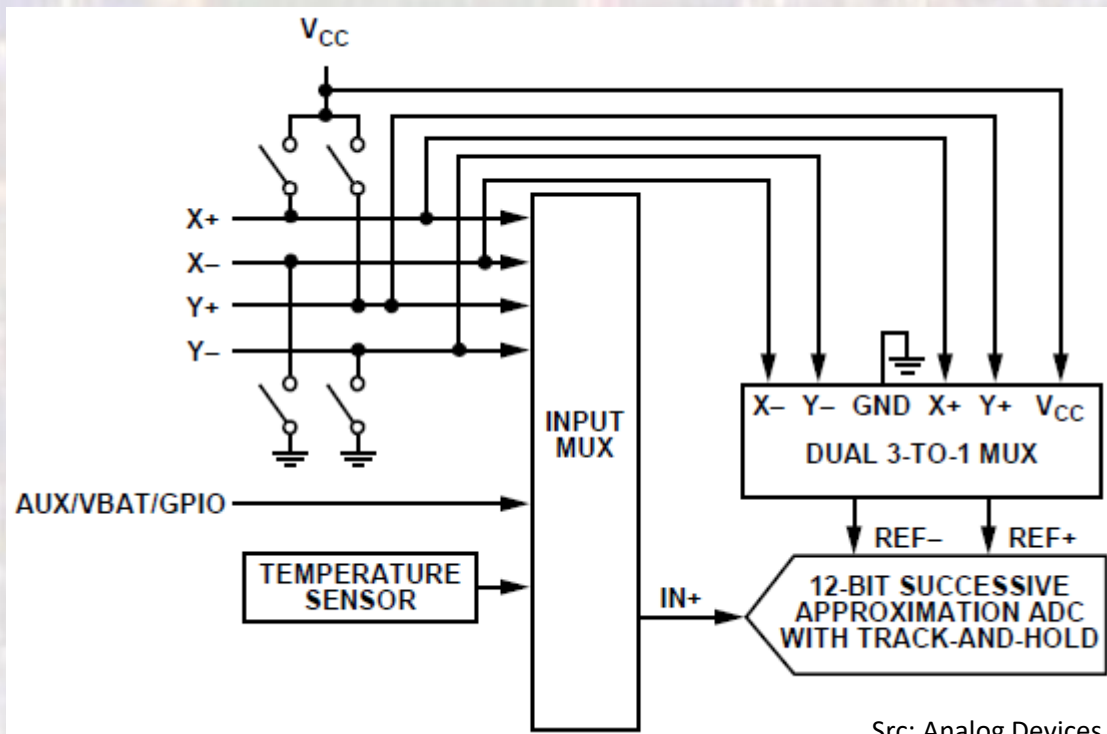 VCC
X+
X–
Y+
Y–
AUX/VBAT/GPIO
TEMPERATURE
SENSOR
INPUT
MUX
IN+
X– Y– GND X+ Y+ VCC
DUAL 3-TO-1 MUX
REF– REF+
12-BIT SUCCESSIVE
APPROXIMATION ADC
WITH TRACK-AND-HOLD
Src: Analog Devices